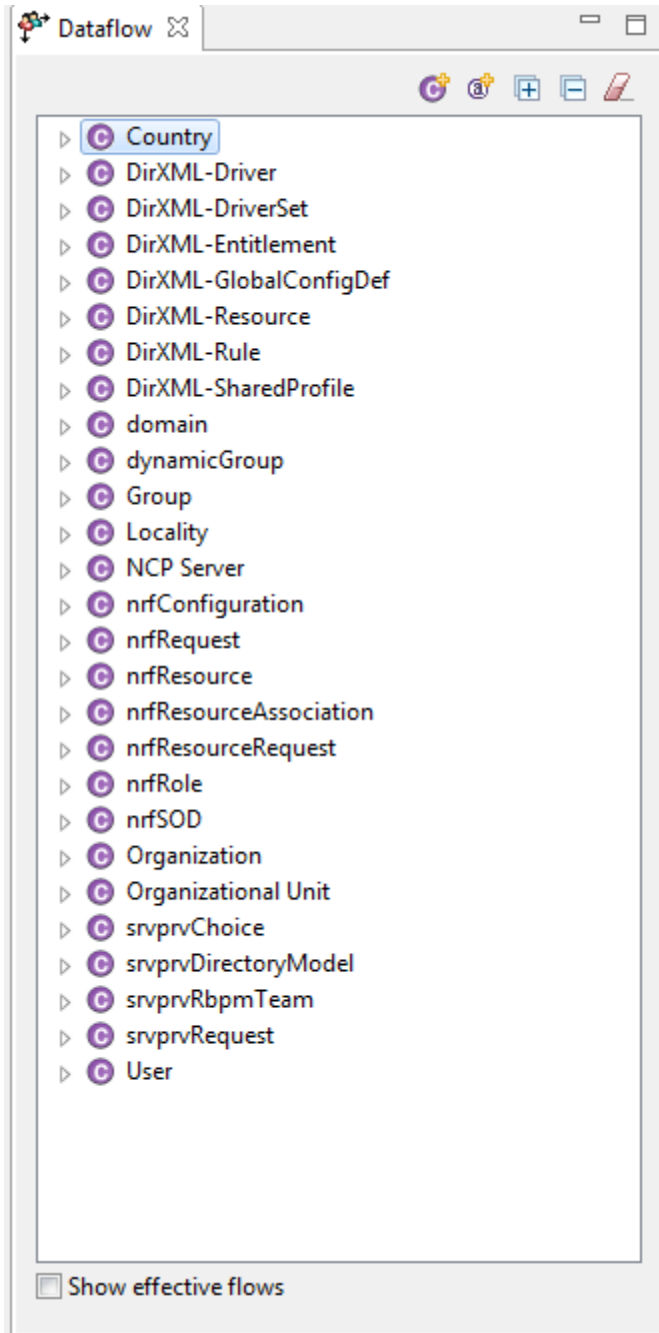 Dataflow
Country
DirXML-Driver
DirXML-DriverSet
DirXML-Entitlement
DirXML-GlobalConfigDef
DirXML-Resource
DirXML-Rule
DirXML-SharedProfile
domain
dynamicGroup
Group
Locality
NCP Server
nrfConfiguration
nrfRequest
nrfResource
nrfResourceAssociation
nrfResourceRequest
nrfRole
nrfSOD
Organization
Organizational Unit
srvprvChoice
srvprvDirectoryModel
srvprvRbpmTeam
srvprvRequest
User
Show effective flows